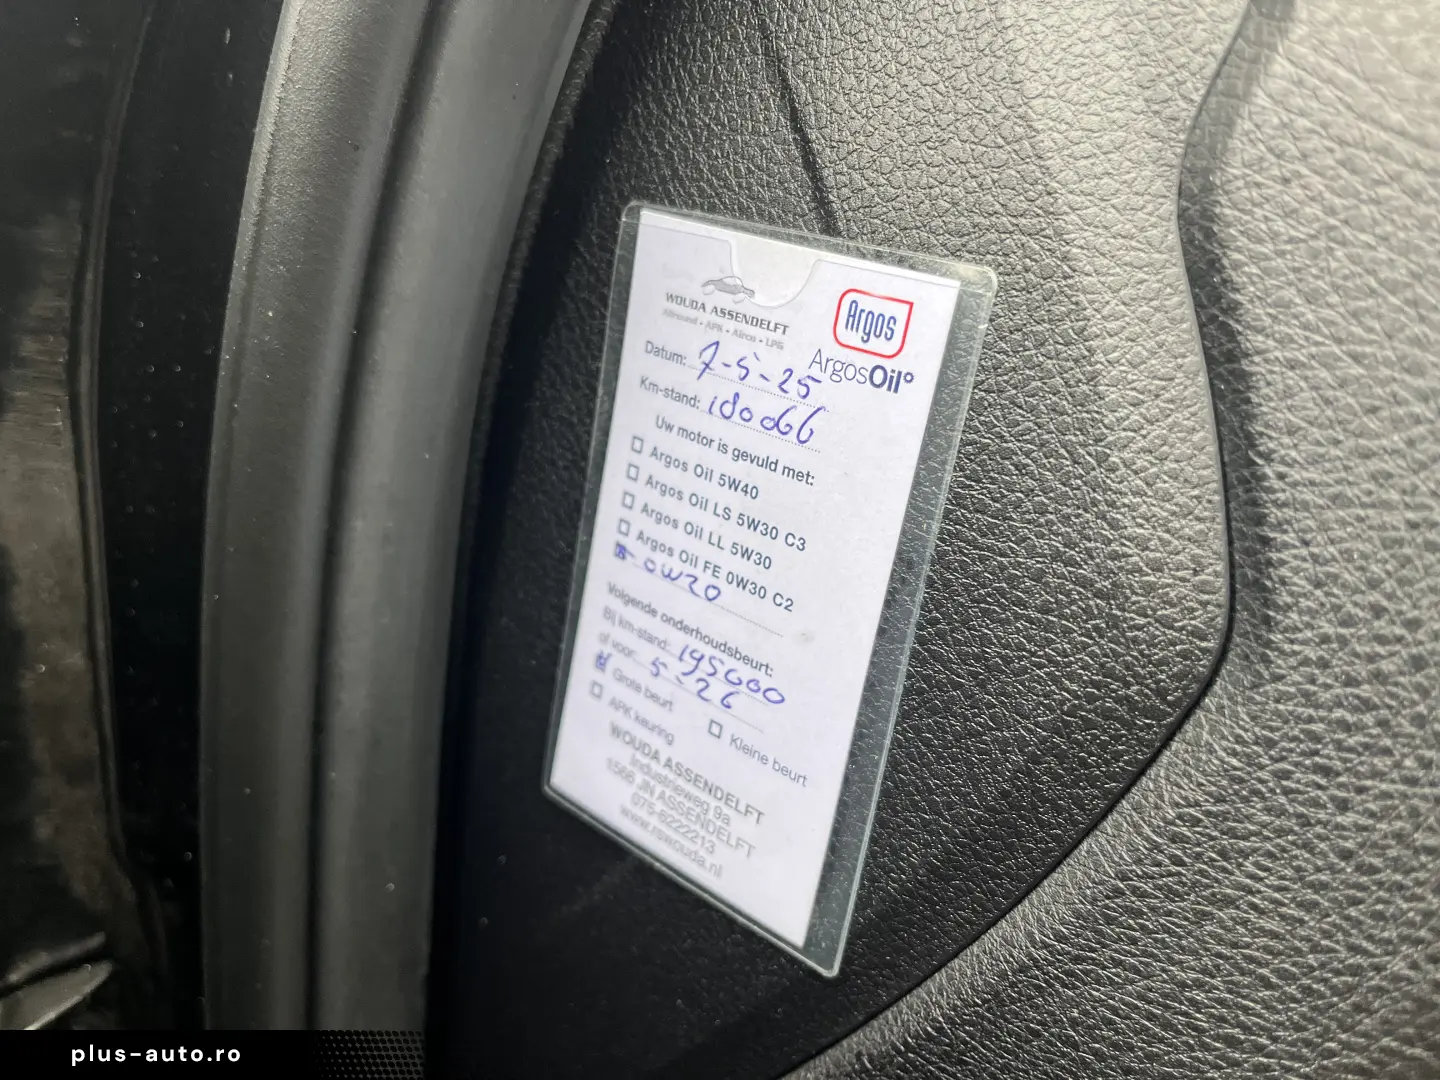 WOUDA ASSENDELFT
Allround - APK - Airco - LPG
Argos
ArgosOil
Datum: 7-5-25
Km-stand: 180066
Uw motor is gevuld met:
Argos Oil 5W40
Argos Oil LS 5W30 C3
Argos Oil LL 5W30
Argos Oil FE 0W30 C2
0W20
Volgende onderhoudsbeurt:
Bij km-stand: 195000
of voor: 5-26
Grote beurt
Kleine beurt
APK keuring
WOUDA ASSENDELFT
Industrieweg 9a
1566 JN ASSENDELFT
075-6222213
www.rswouda.nl
plus-auto.ro